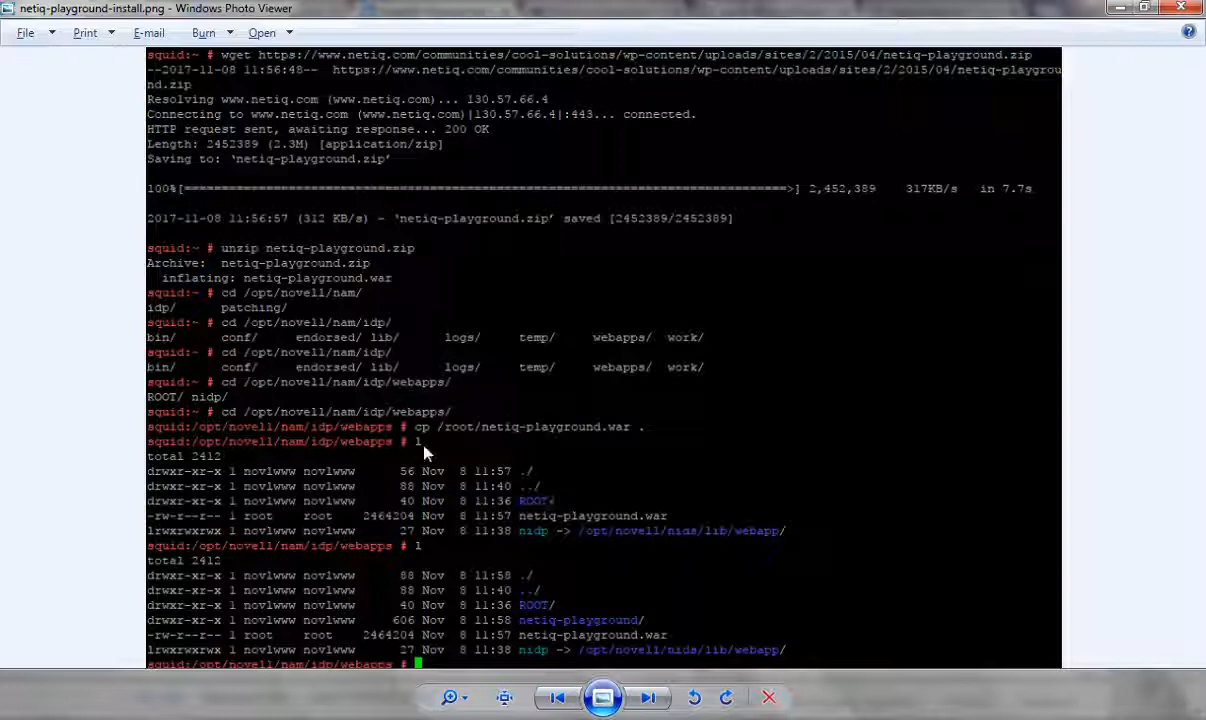 netiq-playground-install.png - Windows Photo Viewer
File Print E-mail Burn Open
squid:~ # wget https://www.netiq.com/communities/cool-solutions/wp-content/uploads/sites/2/2015/04/netiq-playground.zip
--2017-11-08 11:56:48-- https://www.netiq.com/communities/cool-solutions/wp-content/uploads/sites/2/2015/04/netiq-playgrou
nd.zip
Resolving www.netiq.com (www.netiq.com)... 130.57.66.4
Connecting to www.netiq.com (www.netiq.com)|130.57.66.4|:443... connected.
HTTP request sent, awaiting response... 200 OK
Length: 2452389 (2.3M) [application/zip]
Saving to: ‘netiq-playground.zip’
100%[=================================================================================>] 2,452,389 317KB/s in 7.7s
2017-11-08 11:56:57 (312 KB/s) - ‘netiq-playground.zip’ saved [2452389/2452389]
squid:~ # unzip netiq-playground.zip
Archive: netiq-playground.zip
inflating: netiq-playground.war
squid:~ # cd /opt/novell/nam/
idp/ patching/
squid:~ # cd /opt/novell/nam/idp/
bin/ conf/ endorsed/ lib/ logs/ temp/ webapps/ work/
squid:~ # cd /opt/novell/nam/idp/
bin/ conf/ endorsed/ lib/ logs/ temp/ webapps/ work/
squid:~ # cd /opt/novell/nam/idp/webapps/
ROOT/ nidp/
squid:~ # cd /opt/novell/nam/idp/webapps/
squid:/opt/novell/nam/idp/webapps # cp /root/netiq-playground.war .
squid:/opt/novell/nam/idp/webapps # l
total 2412
drwxr-xr-x 1 novlwww novlwww 56 Nov 8 11:57 ./
drwxr-xr-x 1 novlwww novlwww 88 Nov 8 11:40 ../
drwxr-xr-x 1 novlwww novlwww 40 Nov 8 11:36 ROOT/
-rw-r--r-- 1 root root 2464204 Nov 8 11:57 netiq-playground.war
lrwxrwxrwx 1 novlwww novlwww 27 Nov 8 11:38 nidp -> /opt/novell/nids/lib/webapp/
squid:/opt/novell/nam/idp/webapps # l
total 2412
drwxr-xr-x 1 novlwww novlwww 88 Nov 8 11:58 ./
drwxr-xr-x 1 novlwww novlwww 88 Nov 8 11:40 ../
drwxr-xr-x 1 novlwww novlwww 40 Nov 8 11:36 ROOT/
drwxr-xr-x 1 novlwww novlwww 606 Nov 8 11:58 netiq-playground/
-rw-r--r-- 1 root root 2464204 Nov 8 11:57 netiq-playground.war
lrwxrwxrwx 1 novlwww novlwww 27 Nov 8 11:38 nidp -> /opt/novell/nids/lib/webapp/
squid:/opt/novell/nam/idp/webapps #